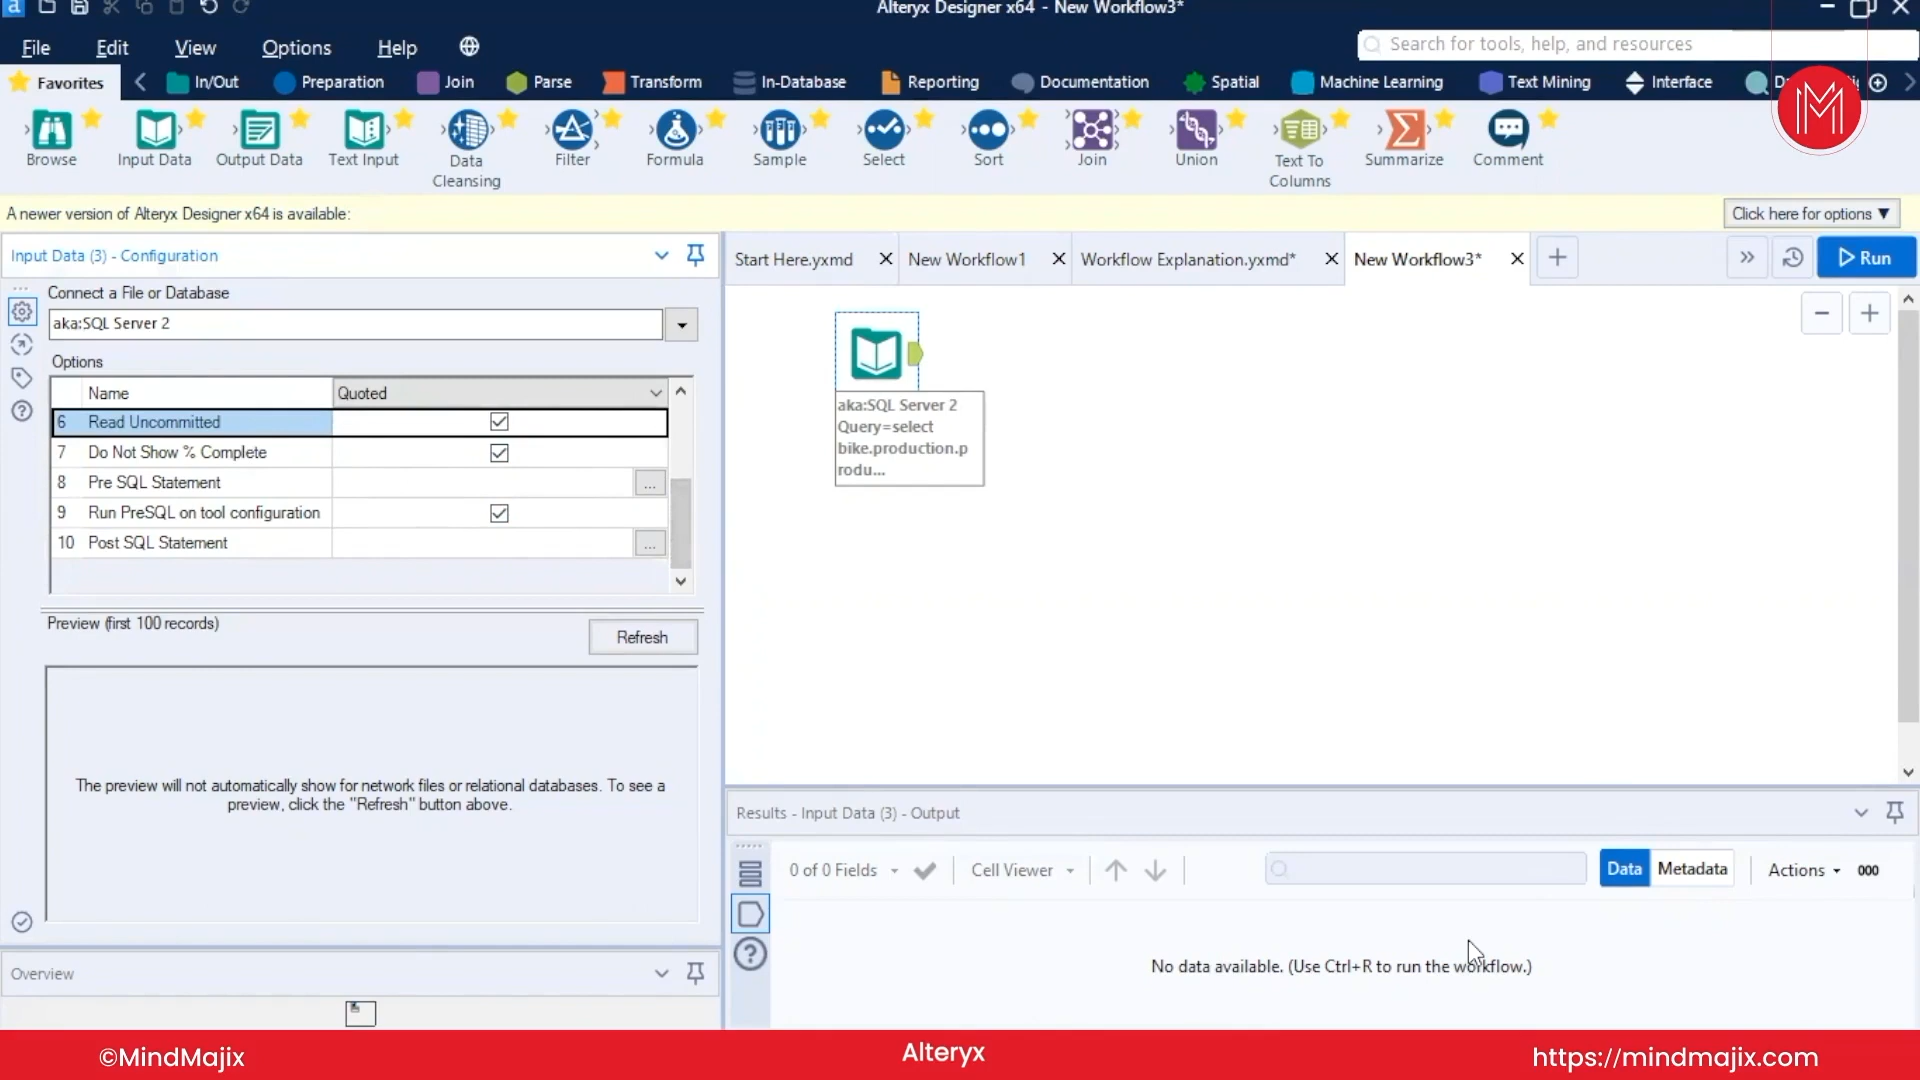 Alteryx Designer x64 - New Workflow3*
File Edit View Options Help
Search for tools, help, and resources
Favorites In/Out Preparation Join Parse Transform In-Database Reporting Documentation Spatial Machine Learning Text Mining Interface
Browse Input Data Output Data Text Input Data Cleansing Filter Formula Sample Select Sort Join Union Text To Columns Summarize Comment
A newer version of Alteryx Designer x64 is available:
Click here for options ▼
Input Data (3) - Configuration
Start Here.yxmd New Workflow1 Workflow Explanation.yxmd* New Workflow3*
Run
Connect a File or Database
aka:SQL Server 2
Options
Name Quoted
6 Read Uncommitted
7 Do Not Show % Complete
8 Pre SQL Statement ...
9 Run PreSQL on tool configuration
10 Post SQL Statement ...
Preview (first 100 records)
Refresh
The preview will not automatically show for network files or relational databases. To see a
preview, click the "Refresh" button above.
aka:SQL Server 2
Query=select
bike.production.p
rodu...
Results - Input Data (3) - Output
0 of 0 Fields Cell Viewer Data Metadata Actions 000
No data available. (Use Ctrl+R to run the workflow.)
Overview
©MindMajix
Alteryx
https://mindmajix.com